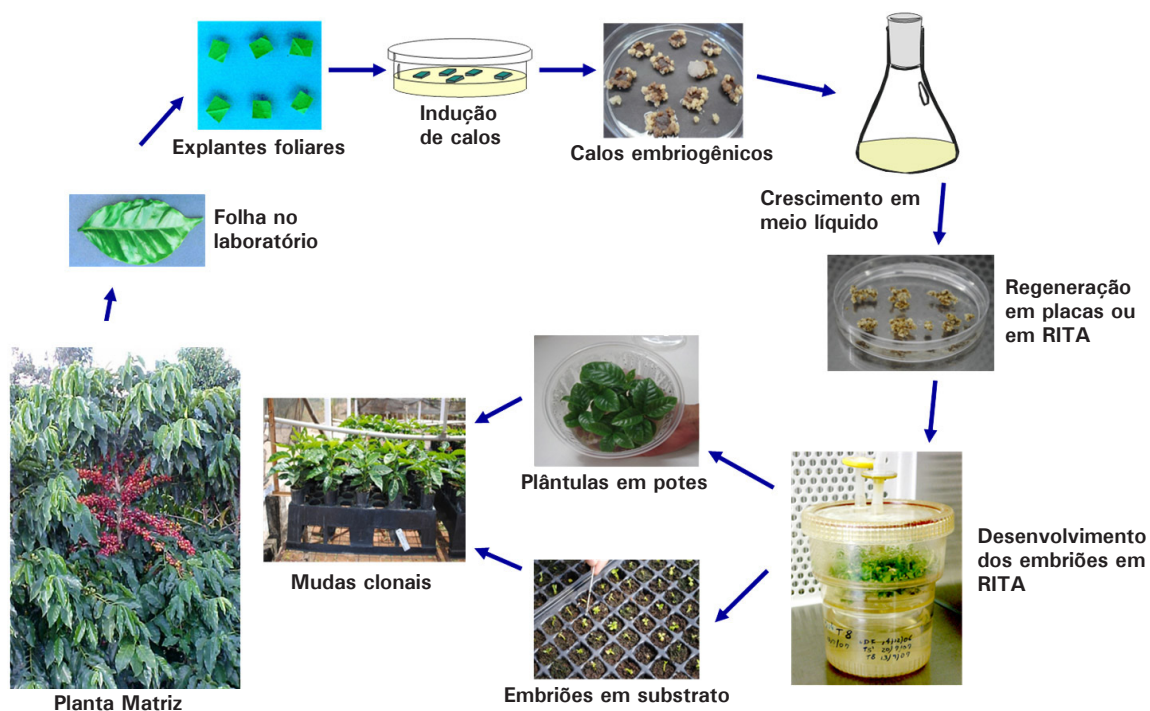 Explantes foliares
Indução
de calos
Calos embriogênicos
Crescimento em
meio líquido
Folha no
laboratório
Regeneração
em placas ou
em RITA
Plântulas em potes
Desenvolvimento
dos embriões em
RITA
Mudas clonais
Embriões em substrato
Planta Matriz